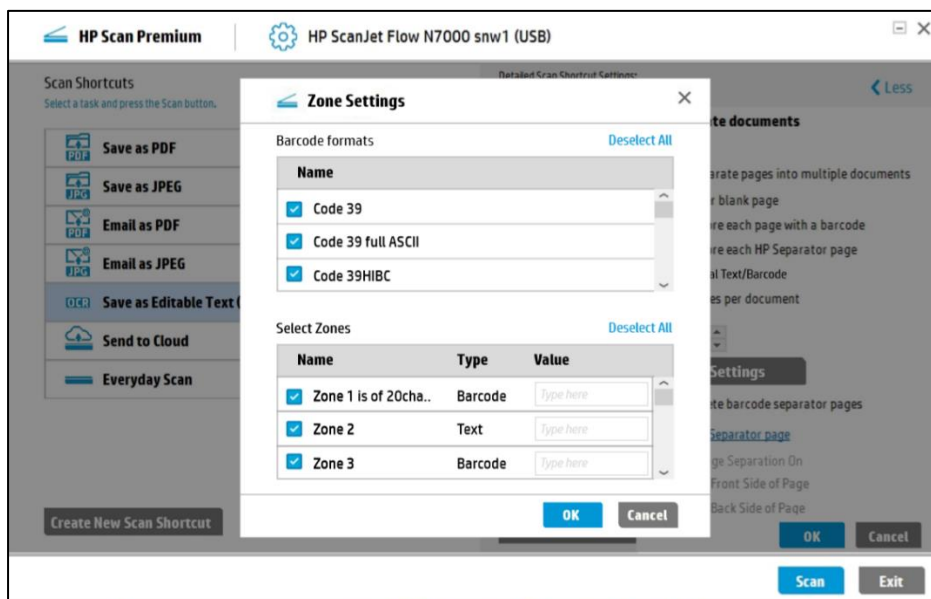 HP Scan Premium
HP ScanJet Flow N7000 snw1 (USB)
Scan Shortcuts
Select a task and press the Scan button.
PDF Save as PDF
JPG Save as JPEG
PDF Email as PDF
JPG Email as JPEG
OCR Save as Editable Text (
Send to Cloud
Everyday Scan
Create New Scan Shortcut
Detailed Scan Shortcut Settings:
Less
Zone Settings
Barcode formats
Deselect All
Name
Code 39
Code 39 full ASCII
Code 39HIBC
Select Zones
Deselect All
Name Type Value
Zone 1 is of 20cha.. Barcode Type here
Zone 2 Text Type here
Zone 3 Barcode Type here
OK Cancel
te documents
arate pages into multiple documents
r blank page
re each page with a barcode
re each HP Separator page
al Text/Barcode
es per document
Settings
te barcode separator pages
Separator page
ge Separation On
Front Side of Page
Back Side of Page
OK Cancel
Scan Exit